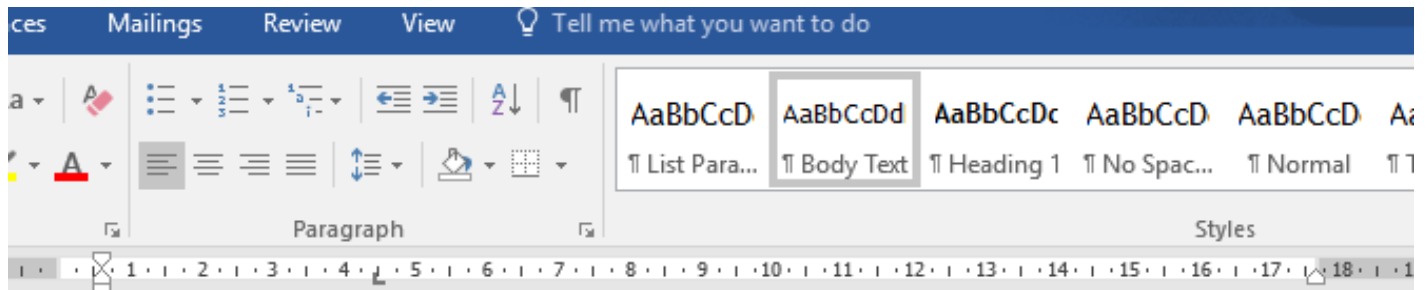 ces Mailings Review View Tell me what you want to do
a
AaBbCcD AaBbCcDd AaBbCcDc AaBbCcD AaBbCcD Aa
A
¶ List Para... ¶ Body Text ¶ Heading 1 ¶ No Spac... ¶ Normal ¶ T
Paragraph Styles
1 2 3 4 5 6 7 8 9 10 11 12 13 14 15 16 17 18 1